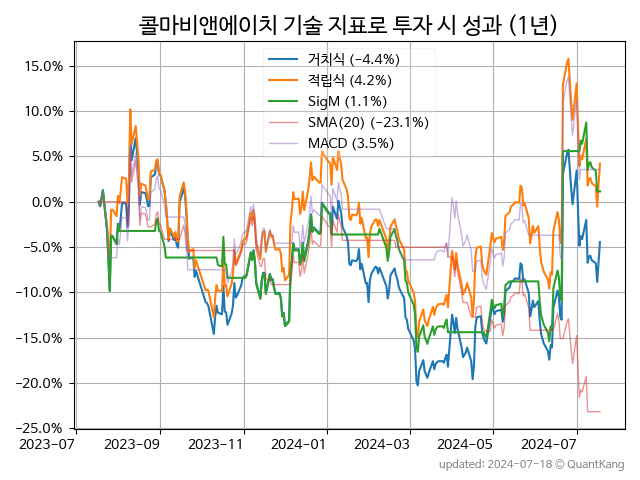 콜마비앤에이치 기술 지표로 투자 시 성과 (1년)
거치식 (−4.4%)
적립식 (4.2%)
SigM (1.1%)
SMA(20) (−23.1%)
MACD (3.5%)
15.0%
10.0%
5.0%
0.0%
−5.0%
−10.0%
−15.0%
−20.0%
−25.0%
2023-07 2023-09 2023-11 2024-01 2024-03 2024-05 2024-07
updated: 2024-07-18 © QuantKang